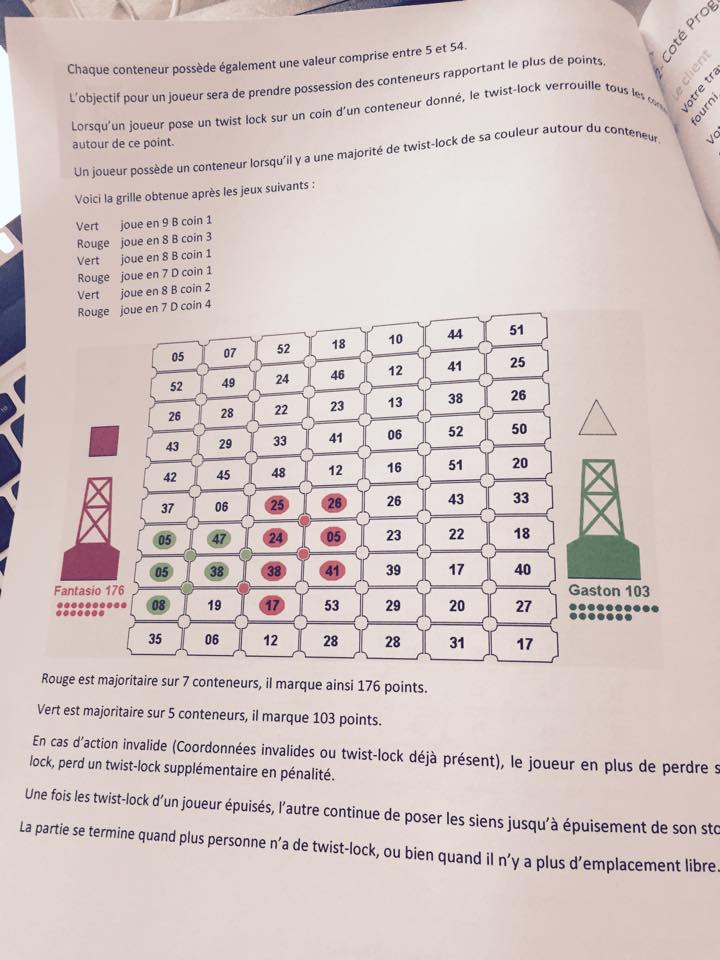 Chaque conteneur possède également une valeur comprise entre 5 et 54.
L'objectif pour un joueur sera de prendre possession des conteneurs rapportant le plus de points.
Lorsqu'un joueur pose un twist lock sur un coin d'un conteneur donné, le twist-lock verrouille tous les
autour de ce point.
Un joueur possède un conteneur lorsqu'il y a une majorité de twist-lock de sa couleur autour du conteneur.
Voici la grille obtenue après les jeux suivants :
Vert joue en 9 B coin 1
Rouge joue en 8 B coin 3
Vert joue en 8 B coin 1
Rouge joue en 7 D coin 1
Vert joue en 8 B coin 2
Rouge joue en 7 D coin 4
05 07 52 18 10 44 51
52 49 24 46 12 41 25
26 28 22 23 13 38 26
43 29 33 41 06 52 50
42 45 48 12 16 51 20
37 06 25 26 26 43 33
05 47 24 05 23 22 18
05 38 38 41 39 17 40
08 19 17 53 29 20 27
35 06 12 28 28 31 17
Fantasio 176
Gaston 103
Rouge est majoritaire sur 7 conteneurs, il marque ainsi 176 points.
Vert est majoritaire sur 5 conteneurs, il marque 103 points.
En cas d'action invalide (Coordonnées invalides ou twist-lock déjà présent), le joueur en plus de perdre s
lock, perd un twist-lock supplémentaire en pénalité.
Une fois les twist-lock d'un joueur épuisés, l'autre continue de poser les siens jusqu'à épuisement de son sto
La partie se termine quand plus personne n'a de twist-lock, ou bien quand il n'y a plus d'emplacement libre.
2- Coté Prog
Le client
Votre tra
fourni
Vo